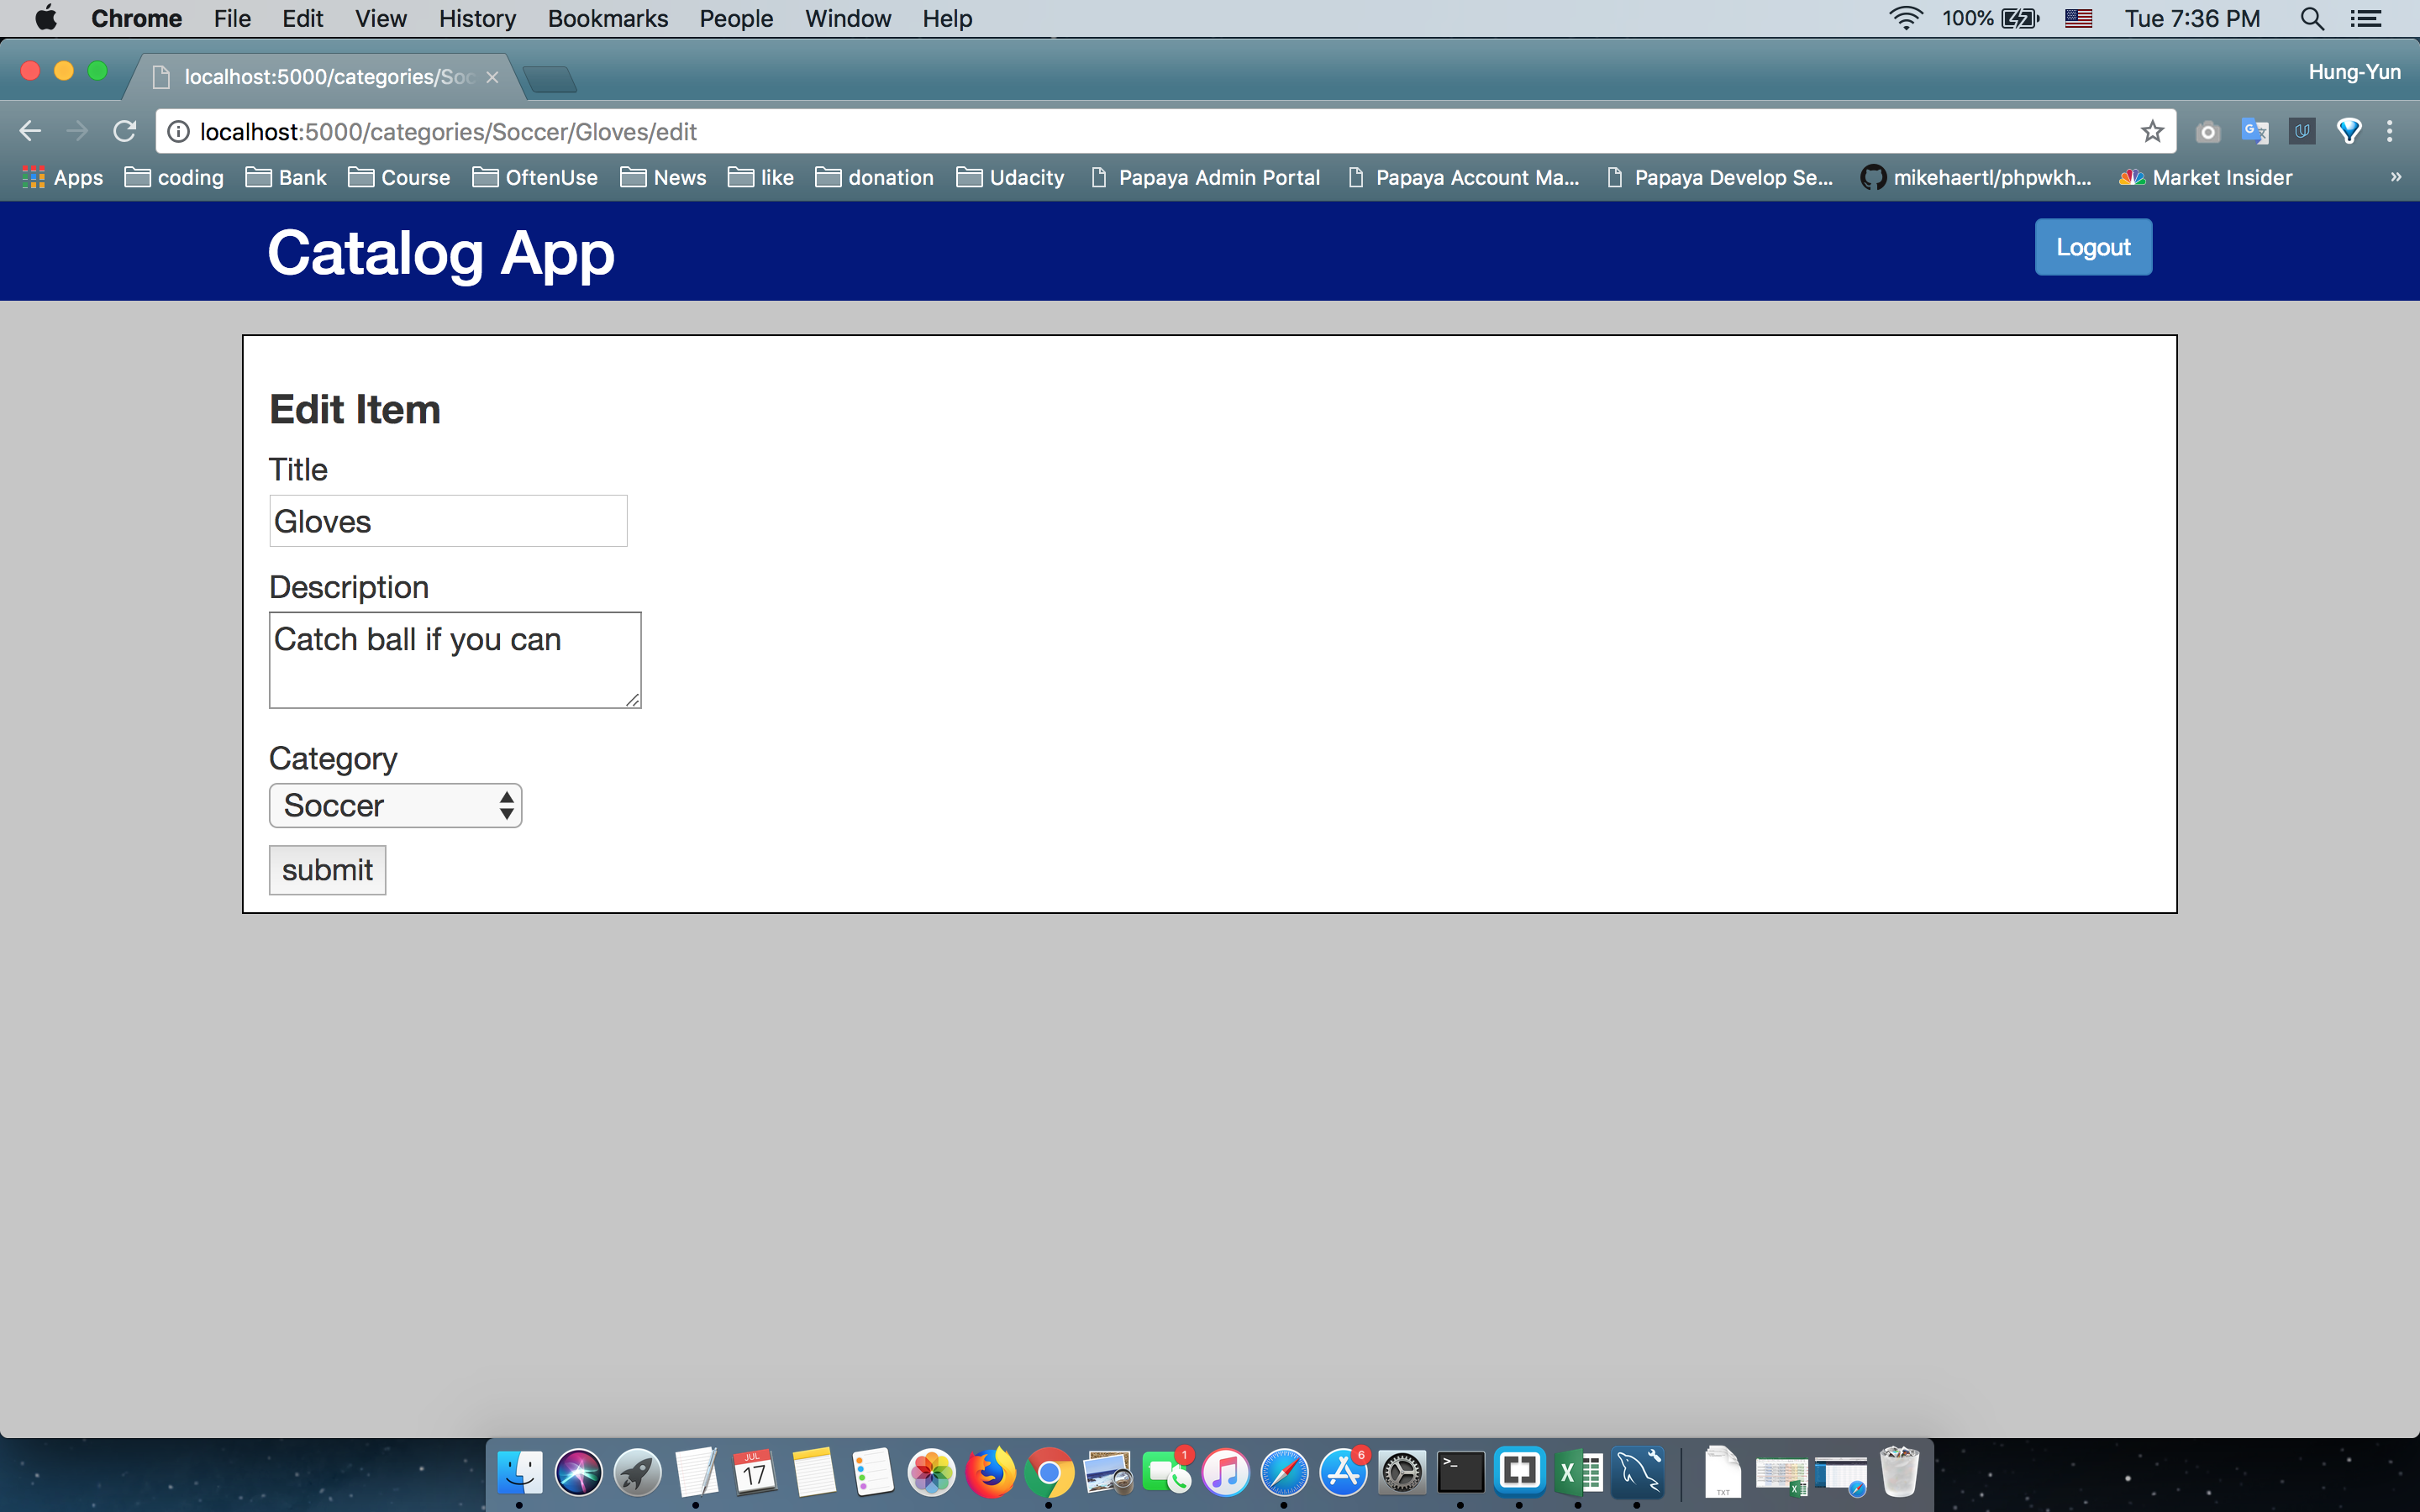 Chrome File Edit View History Bookmarks People Window Help 100% Tue 7:36 PM
localhost:5000/categories/Soc Hung-Yun
localhost:5000/categories/Soccer/Gloves/edit
Apps coding Bank Course OftenUse News like donation Udacity Papaya Admin Portal Papaya Account Ma... Papaya Develop Se... mikehaertl/phpwkh... Market Insider »
Catalog App Logout
Edit Item
Title
Gloves
Description
Catch ball if you can
Category
Soccer
submit
JUL 1 6
17
TXT